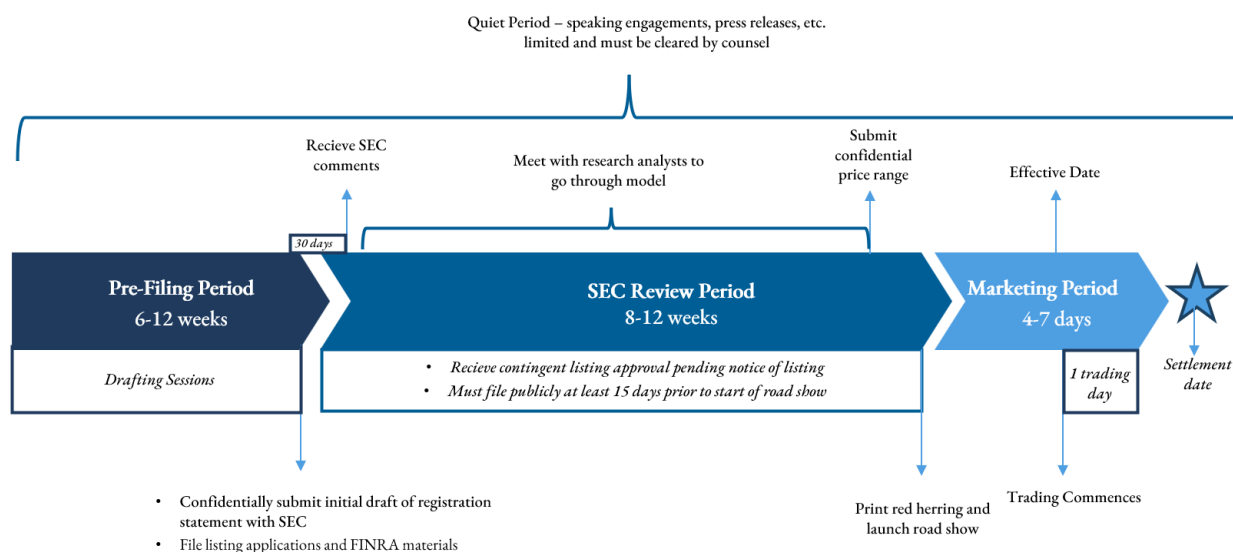 Quiet Period – speaking engagements, press releases, etc.
limited and must be cleared by counsel
Recieve SEC
comments
Meet with research analysts to
go through model
Submit
confidential
price range
Effective Date
30 days
Pre-Filing Period
6-12 weeks
SEC Review Period
8-12 weeks
Marketing Period
4-7 days
Drafting Sessions
• Recieve contingent listing approval pending notice of listing
• Must file publicly at least 15 days prior to start of road show
1 trading
day
Settlement
date
• Confidentially submit initial draft of registration
statement with SEC
• File listing applications and FINRA materials
Print red herring and
launch road show
Trading Commences